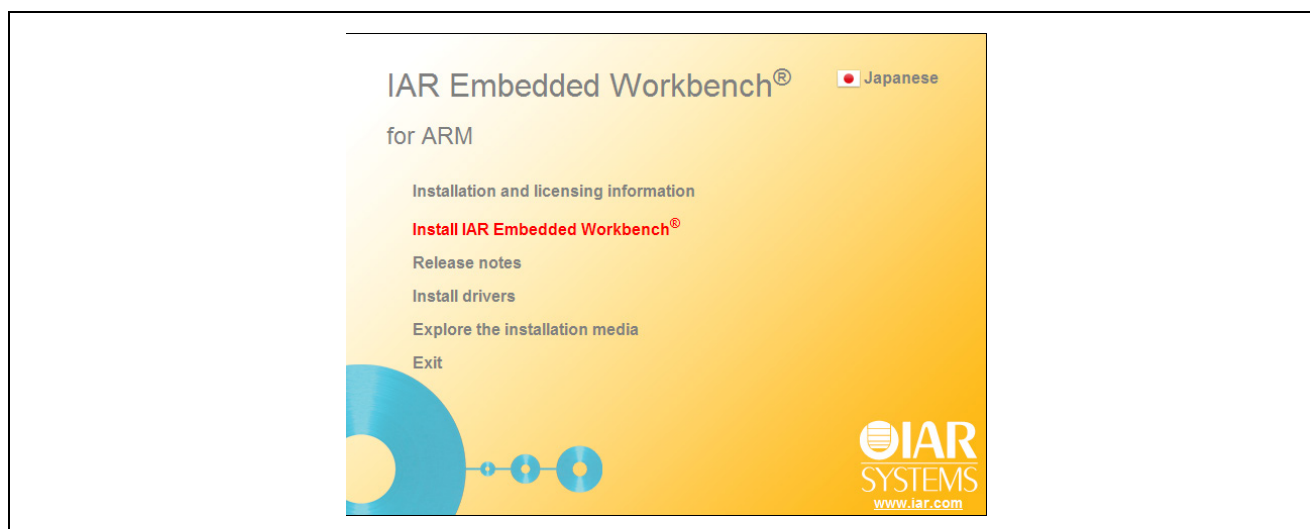 IAR Embedded Workbench®
Japanese
for ARM
Installation and licensing information
Install IAR Embedded Workbench®
Release notes
Install drivers
Explore the installation media
Exit
IAR
SYSTEMS
www.iar.com